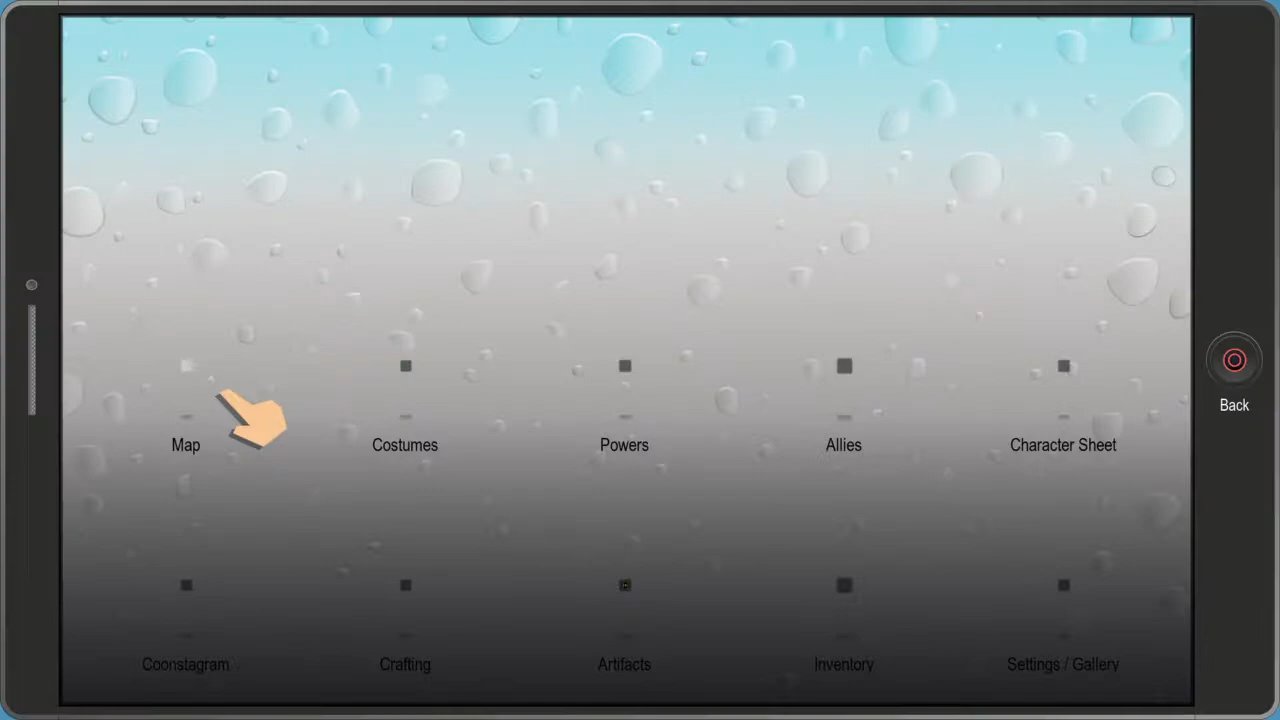 Map
Costumes
Powers
Allies
Character Sheet
Back
Coonstagram
Crafting
Artifacts
Inventory
Settings / Gallery